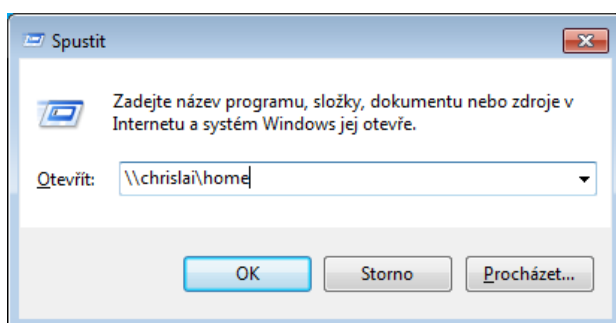 Spustit
Zadejte název programu, složky, dokumentu nebo zdroje v
Internetu a systém Windows jej otevře.
Otevřít:
\\chrislai\home
OK
Storno
Procházet...